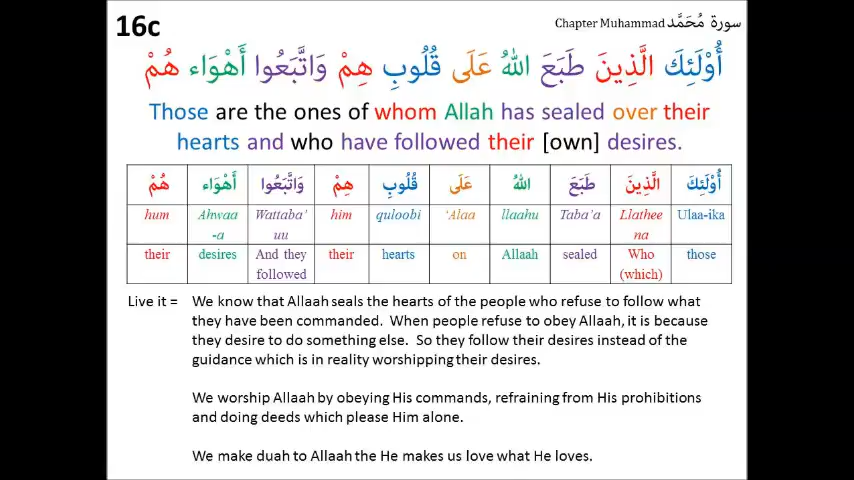 16c
Chapter Muhammad سورة مُحَمَّد
أُوْلَئِكَ الَّذِينَ طَبَعَ اللهُ عَلَى قُلُوبِ هِمْ وَاتَّبَعُوا أَهْوَاء هُمْ
Those are the ones of whom Allah has sealed over their
hearts and who have followed their [own] desires.
هُمْ أَهْوَاء وَاتَّبَعُوا هِمْ قُلُوبِ عَلَى اللهُ طَبَعَ الَّذِينَ أُوْلَئِكَ
hum Ahwaa -a Wattaba’ uu him quloobi ‘Alaa llaahu Taba’a Llathee na Ulaa-ika
their desires And they followed their hearts on Allaah sealed Who (which) those
Live it = We know that Allaah seals the hearts of the people who refuse to follow what
they have been commanded. When people refuse to obey Allaah, it is because
they desire to do something else. So they follow their desires instead of the
guidance which is in reality worshipping their desires.
We worship Allaah by obeying His commands, refraining from His prohibitions
and doing deeds which please Him alone.
We make duah to Allaah the He makes us love what He loves.